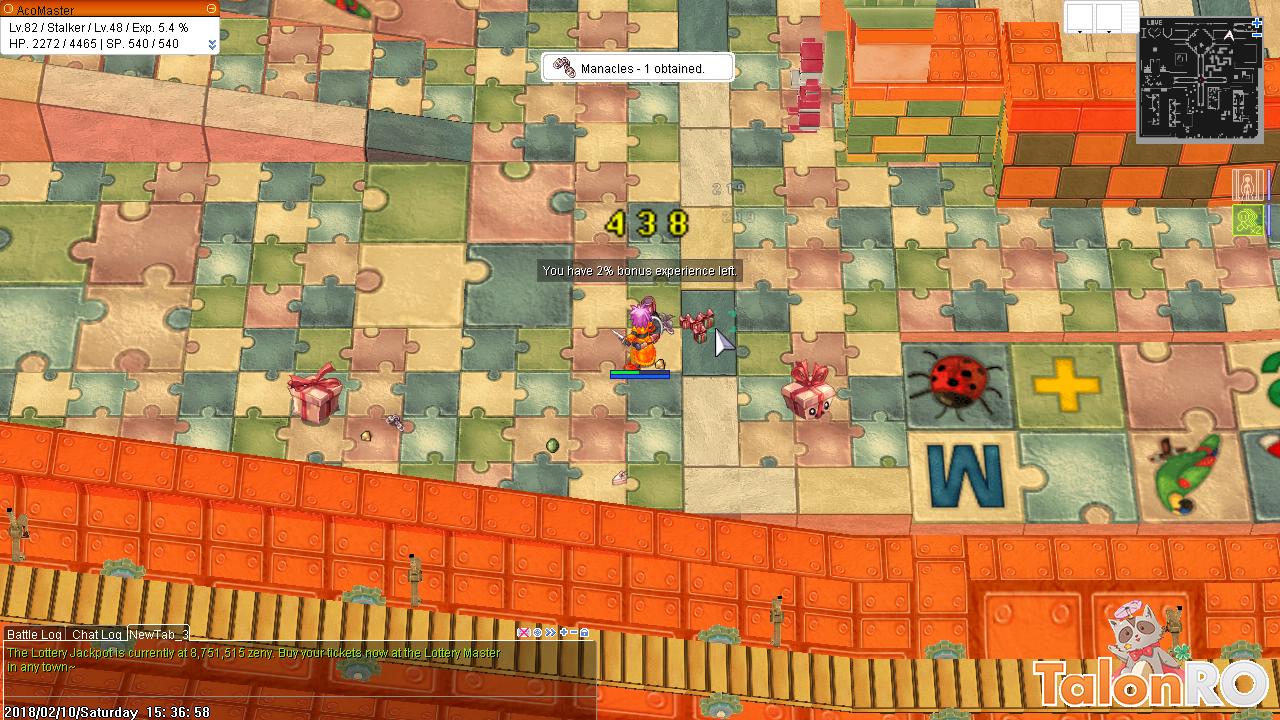 AcoMaster
Lv.82 / Stalker / Lv.48 / Exp. 5.4 %
HP. 2272 / 4465 | SP. 540 / 540
Manacles - 1 obtained.
LOVE
438
You have 2% bonus experience left.
W
Battle Log
Chat Log
NewTab_3
The Lottery Jackpot is currently at 8,751,515 zeny. Buy your tickets now at the Lottery Master
in any town~
2018/02/10/Saturday 15: 36: 58
TalonRO